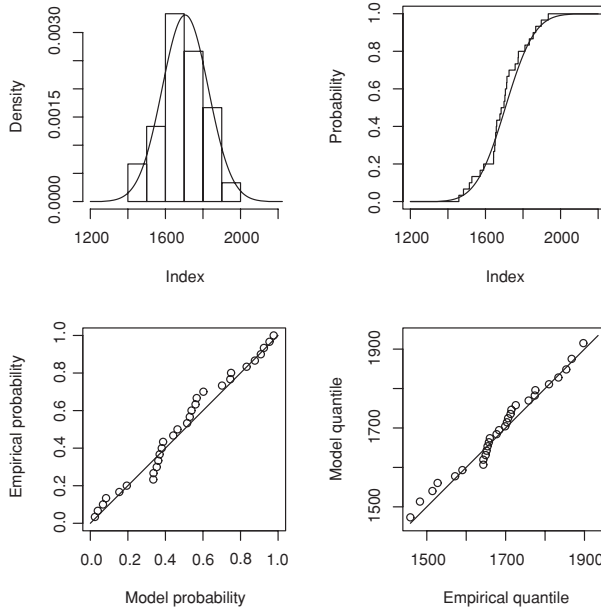 Density
0.0000 0.0015 0.0030
1200 1600 2000
Index
Probability
0.0 0.2 0.4 0.6 0.8 1.0
1200 1600 2000
Index
Empirical probability
0.0 0.2 0.4 0.6 0.8 1.0
0.0 0.2 0.4 0.6 0.8 1.0
Model probability
Model quantile
1500 1700 1900
1500 1700 1900
Empirical quantile